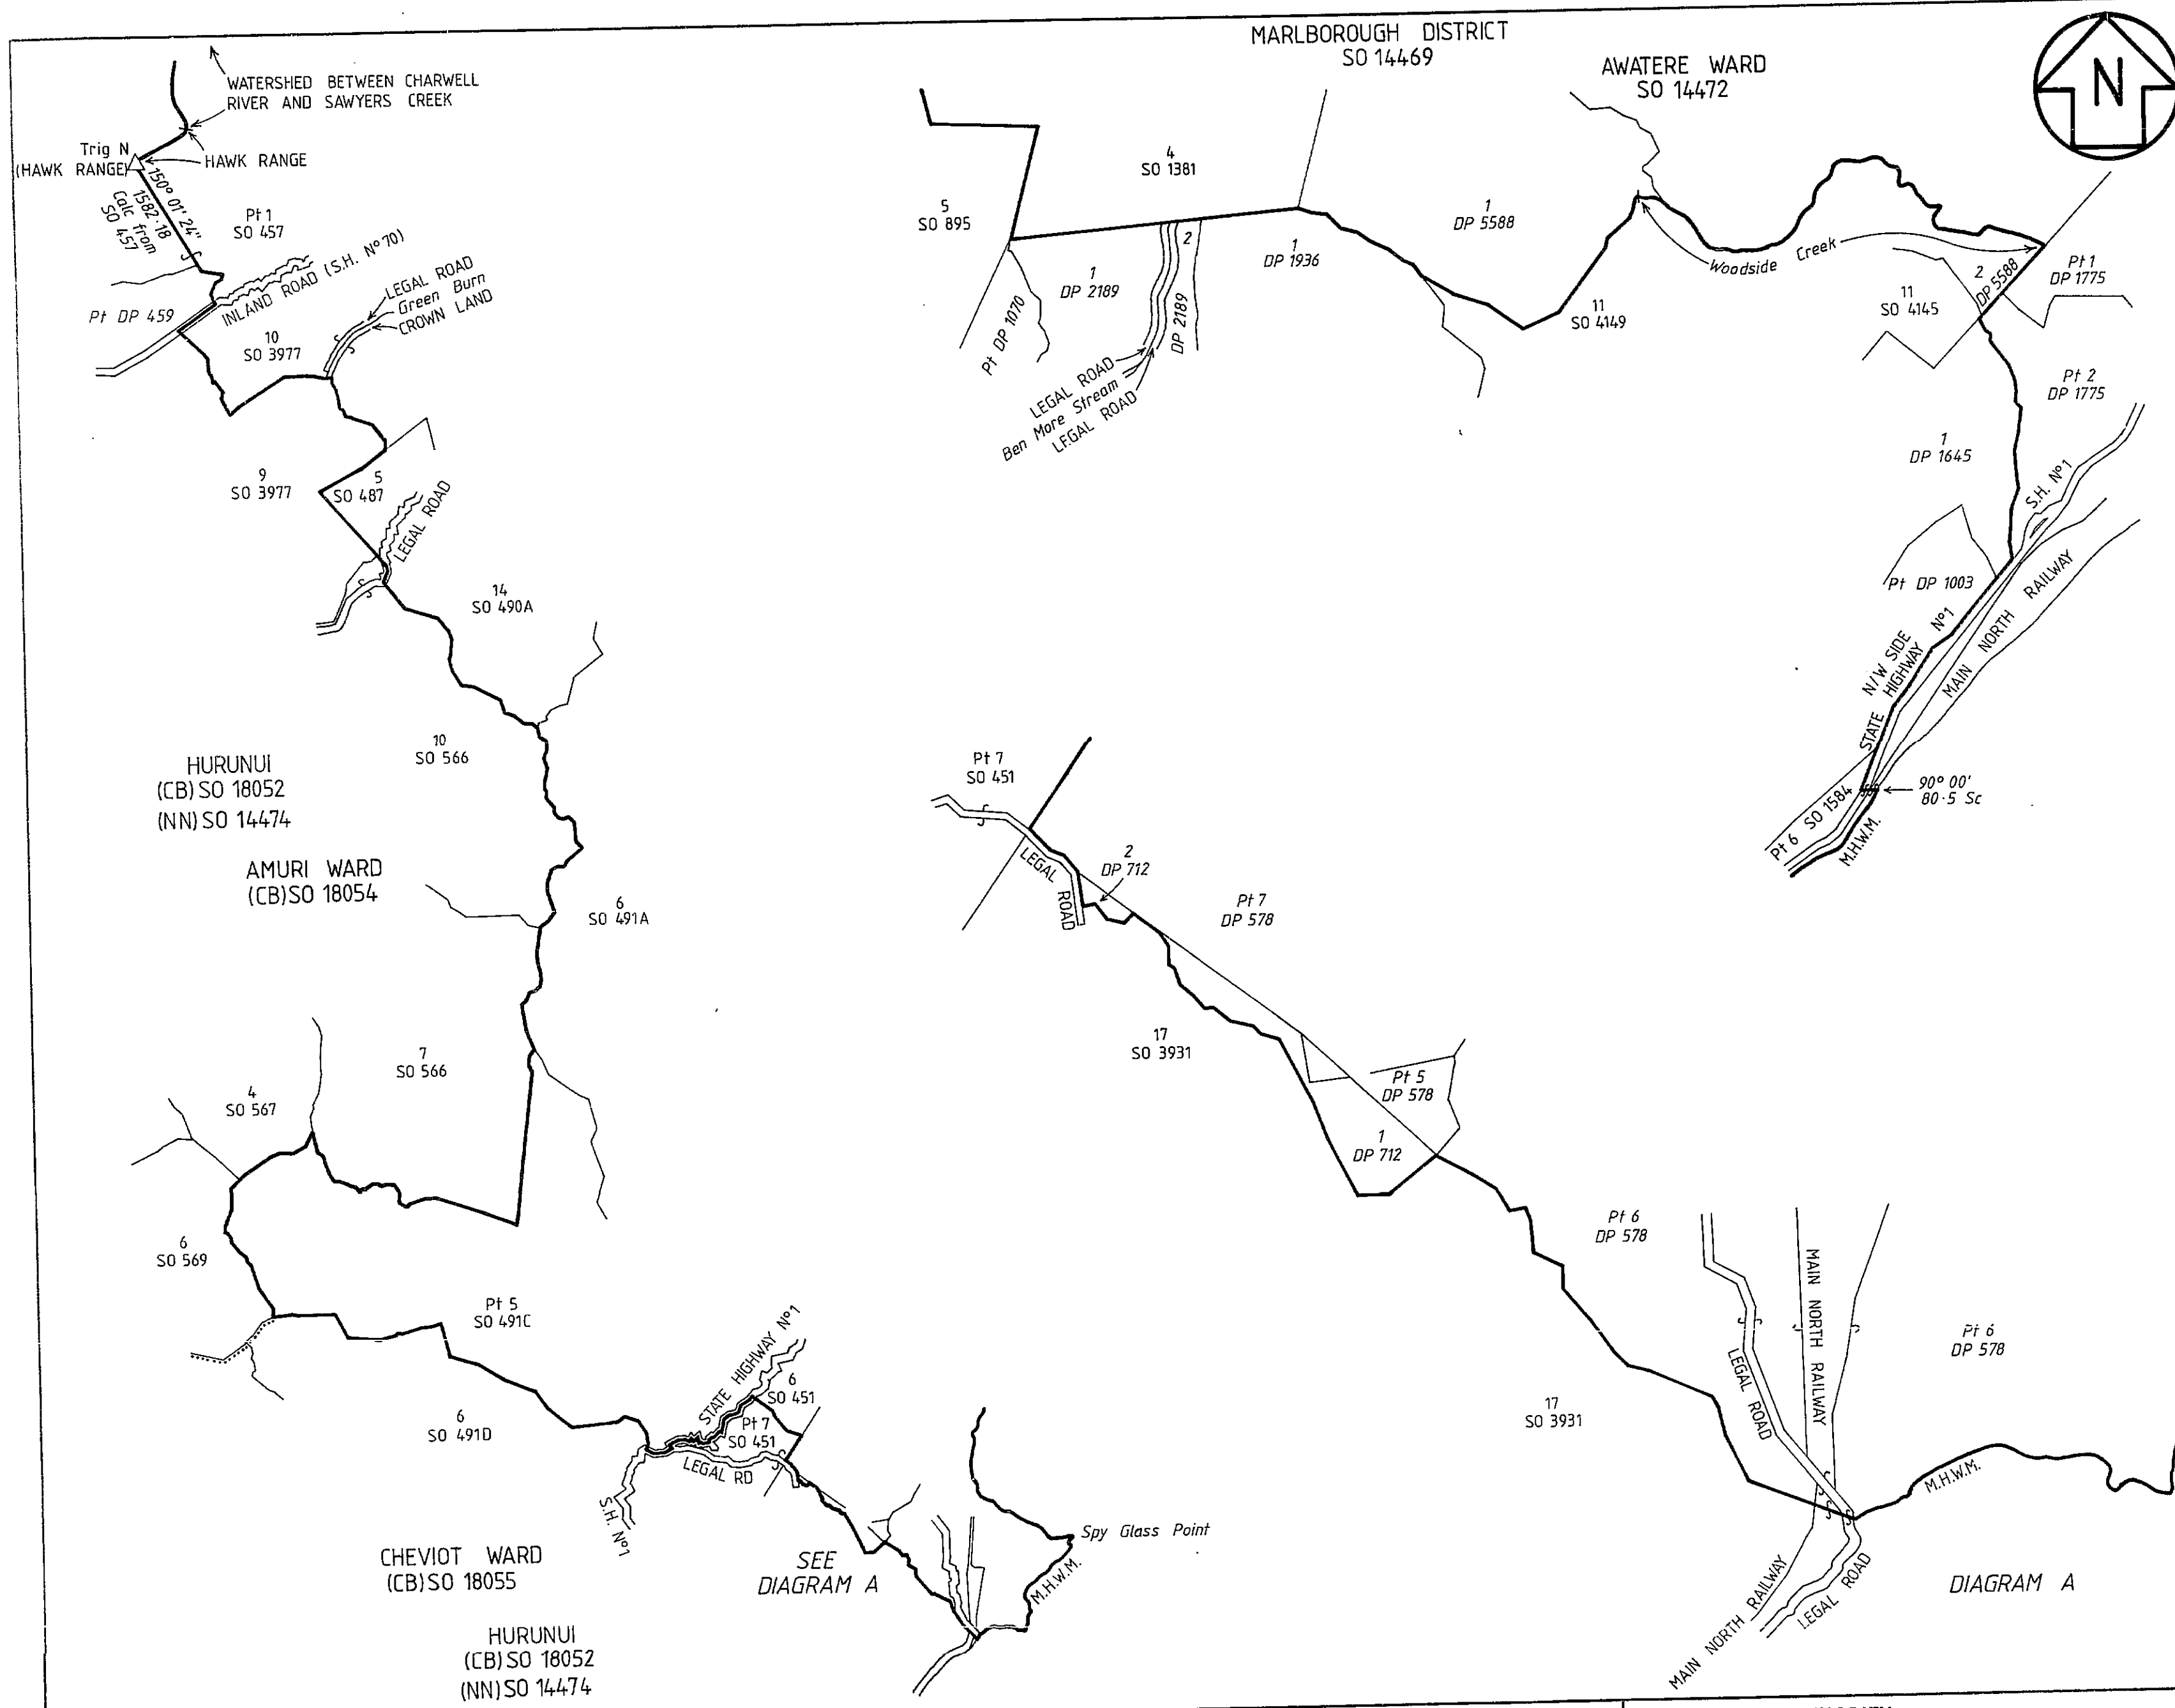 MARLBOROUGH DISTRICT
SO 14469
AWATERE WARD
SO 14472
N
WATERSHED BETWEEN CHARWELL
RIVER AND SAWYERS CREEK
Trig N
(HAWK RANGE)
HAWK RANGE
150° 01' 24"
1582·18
Calc from
SO 457
Pt 1
SO 457
INLAND ROAD (S.H. Nº 70)
LEGAL ROAD
Green Burn
CROWN LAND
Pt DP 459
10
SO 3977
9
SO 3977
5
SO 487
LEGAL ROAD
14
SO 490A
10
SO 566
HURUNUI
(CB) SO 18052
(NN) SO 14474
AMURI WARD
(CB) SO 18054
6
SO 491A
7
SO 566
4
SO 567
6
SO 569
Pt 5
SO 491C
6
SO 491D
STATE HIGHWAY Nº1
6
SO 451
Pt 7
SO 451
LEGAL RD
S.H. Nº1
CHEVIOT WARD
(CB) SO 18055
SEE
DIAGRAM A
HURUNUI
(CB) SO 18052
(NN) SO 14474
Spy Glass Point
M.H.W.M.
4
SO 1381
5
SO 895
1
DP 2189
2
DP 2189
Pt DP 1070
LEGAL ROAD
Ben More Stream
LEGAL ROAD
1
DP 1936
1
DP 5588
11
SO 4149
Woodside Creek
11
SO 4145
2
DP 5588
Pt 1
DP 1775
Pt 2
DP 1775
1
DP 1645
S.H. Nº1
Pt DP 1003
N/W SIDE
STATE HIGHWAY Nº1
MAIN NORTH RAILWAY
90° 00'
80·5 Sc
Pt 6 SO 1584
M.H.W.M.
Pt 7
SO 451
LEGAL ROAD
2
DP 712
Pt 7
DP 578
17
SO 3931
Pt 5
DP 578
1
DP 712
Pt 6
DP 578
MAIN NORTH RAILWAY
LEGAL ROAD
Pt 6
DP 578
17
SO 3931
M.H.W.M.
MAIN NORTH RAILWAY
LEGAL ROAD
DIAGRAM A